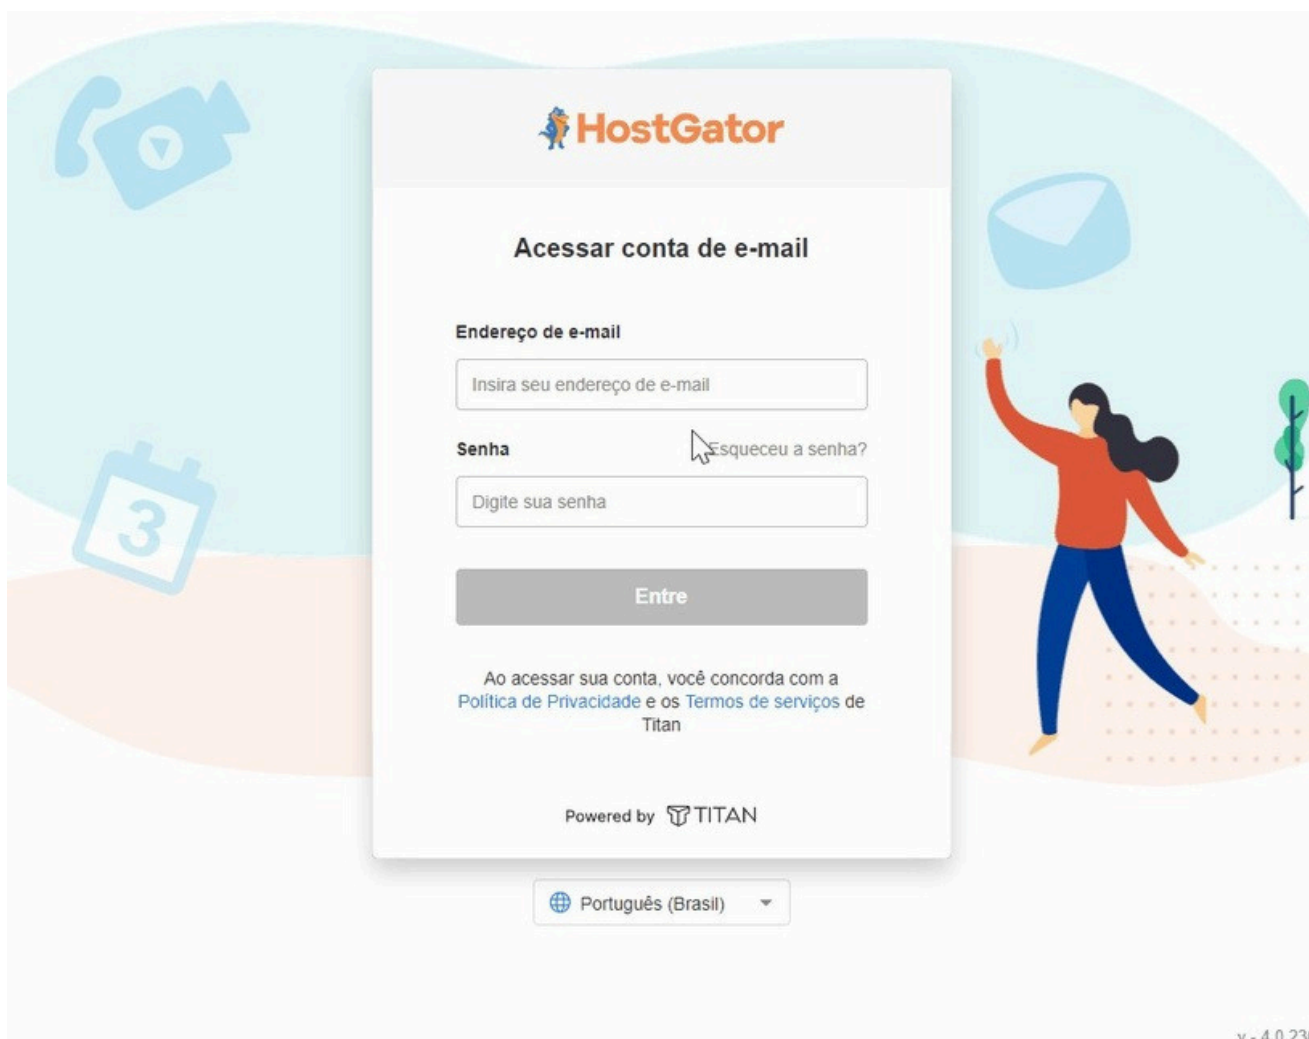 HostGator
Acessar conta de e-mail
Endereço de e-mail
Insira seu endereço de e-mail
Senha
Esqueceu a senha?
Digite sua senha
Entre
Ao acessar sua conta, você concorda com a
Política de Privacidade e os Termos de serviços de
Titan
Powered by TITAN
Português (Brasil)
3